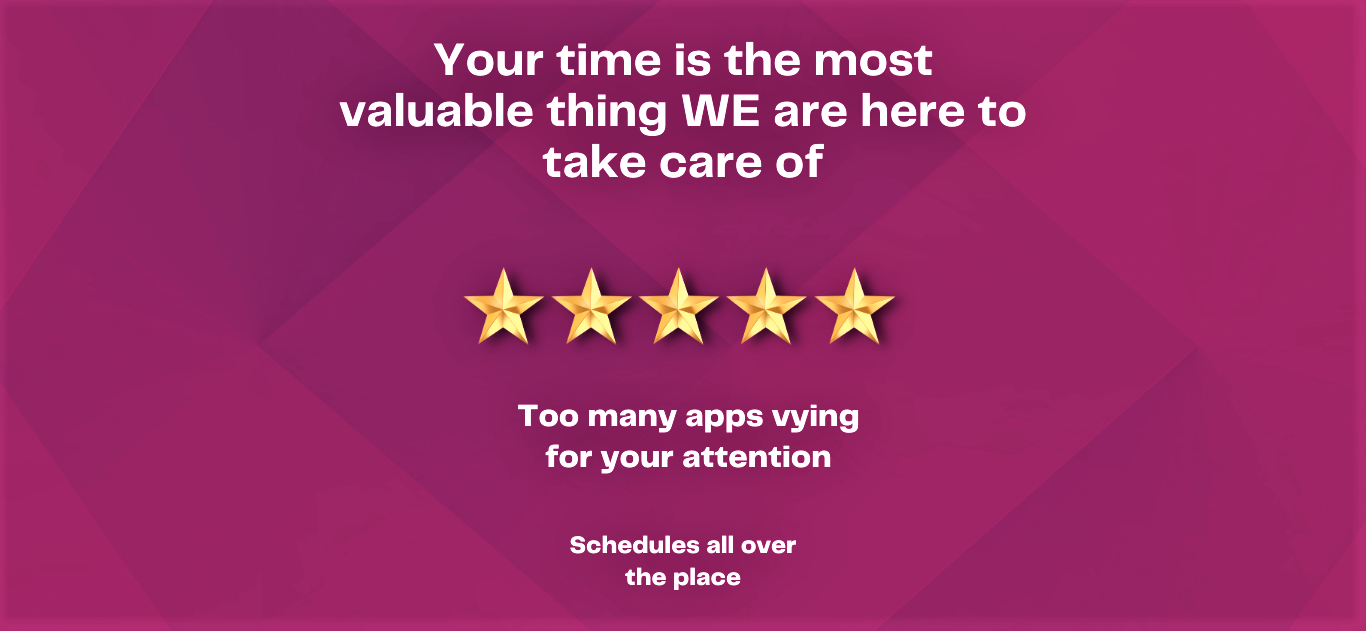 Your time is the most
valuable thing WE are here to
take care of
Too many apps vying
for your attention
Schedules all over
the place